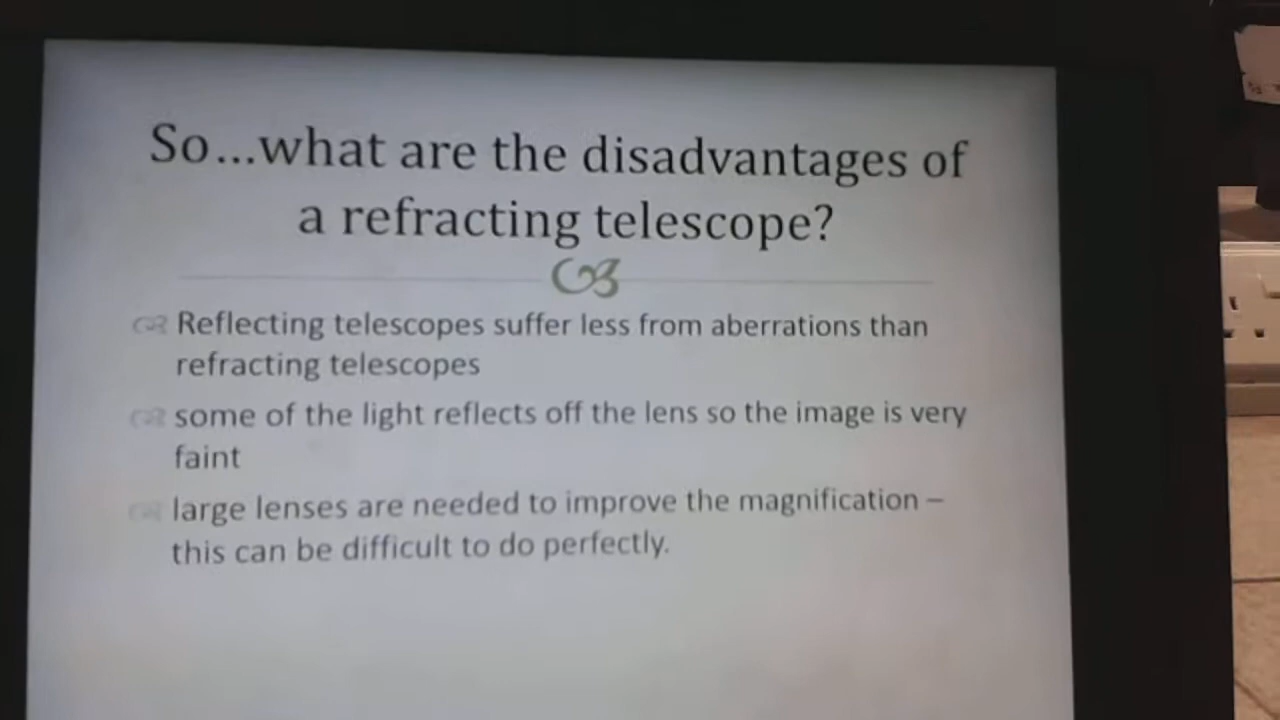 So...what are the disadvantages of
a refracting telescope?
Reflecting telescopes suffer less from aberrations than
refracting telescopes
some of the light reflects off the lens so the image is very
faint
large lenses are needed to improve the magnification –
this can be difficult to do perfectly.